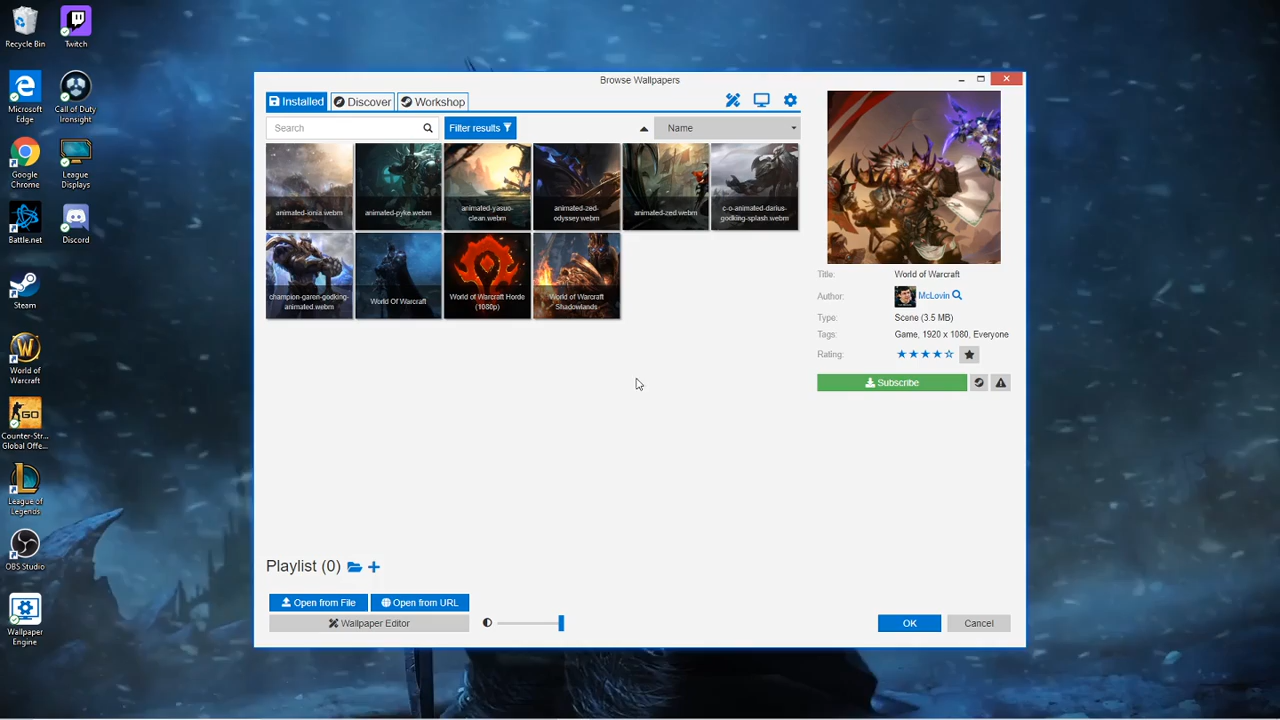 Recycle Bin
Twitch
Microsoft
Edge
Call of Duty
Ironsight
Google
Chrome
League
Displays
Battle.net
Discord
Steam
World of
Warcraft
Counter-Str...
Global Offe...
League of
Legends
OBS Studio
Wallpaper
Engine
Browse Wallpapers
Installed
Discover
Workshop
Search
Filter results
Name
animated-ionia.webm
animated-pyke.webm
animated-yasuo-
clean.webm
animated-zed-
odyssey.webm
animated-zed.webm
c-o-animated-darius-
godking-splash.webm
champion-garen-godking-
animated.webm
World Of Warcraft
World of Warcraft Horde
(1080p)
World of Warcraft
Shadowlands
Title: World of Warcraft
Author: McLovin
Type: Scene (3.5 MB)
Tags: Game, 1920 x 1080, Everyone
Rating:
Subscribe
Playlist (0)
Open from File
Open from URL
Wallpaper Editor
OK
Cancel